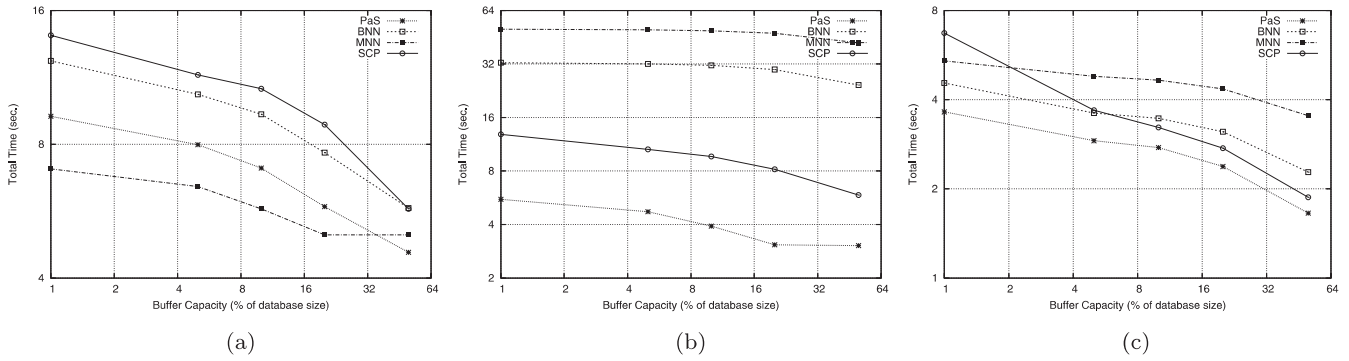 16
8
4
Total Time (sec.)
PaS
BNN
MNN
SCP
1 2 4 8 16 32 64
Buffer Capacity (% of database size)
(a)
64
32
16
8
4
2
Total Time (sec.)
PaS
BNN
MNN
SCP
1 2 4 8 16 32 64
Buffer Capacity (% of database size)
(b)
8
4
2
1
Total Time (sec.)
PaS
BNN
MNN
SCP
1 2 4 8 16 32 64
Buffer Capacity (% of database size)
(c)